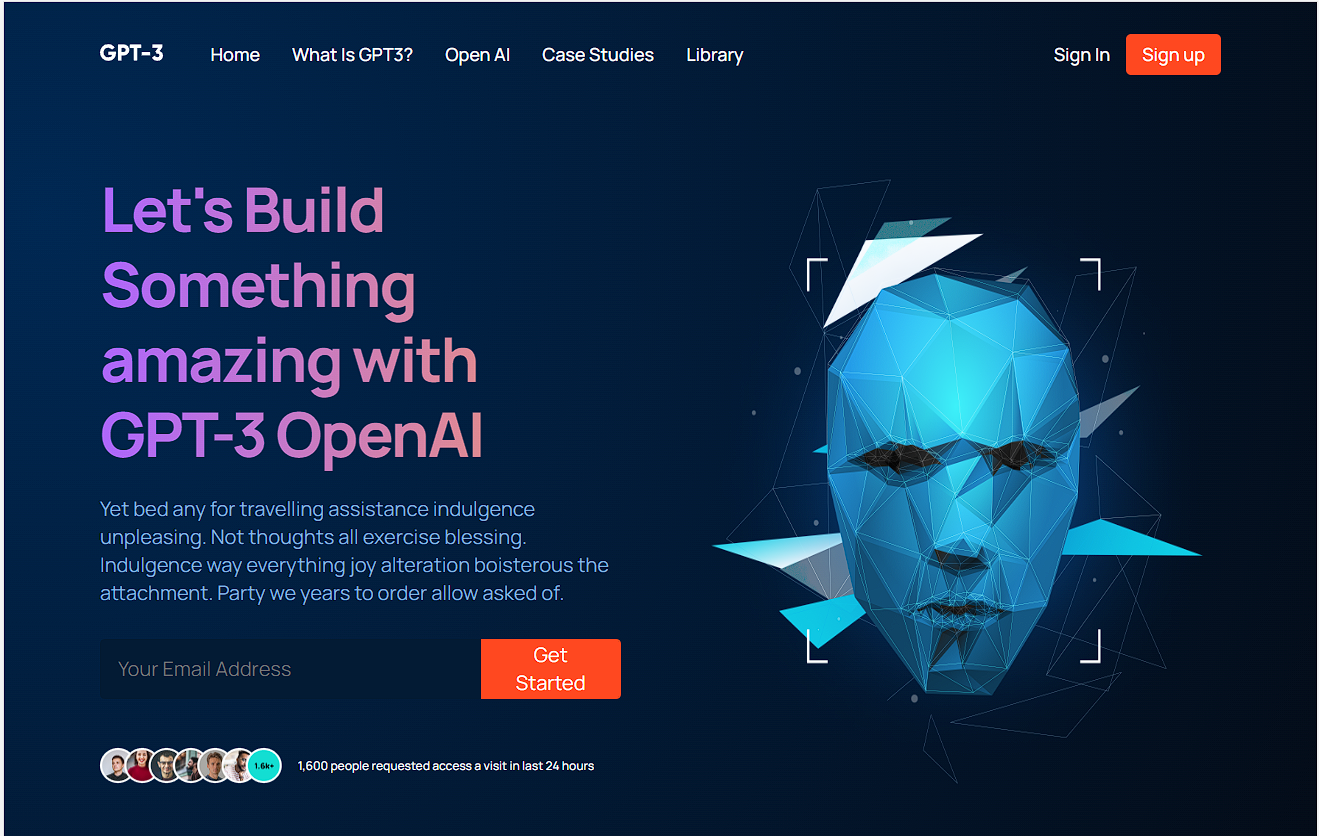 GPT-3 Home What Is GPT3? Open AI Case Studies Library Sign In Sign up
Let's Build
Something
amazing with
GPT-3 OpenAI
Yet bed any for travelling assistance indulgence
unpleasing. Not thoughts all exercise blessing.
Indulgence way everything joy alteration boisterous the
attachment. Party we years to order allow asked of.
Your Email Address
Get
Started
1.6k+ 1,600 people requested access a visit in last 24 hours